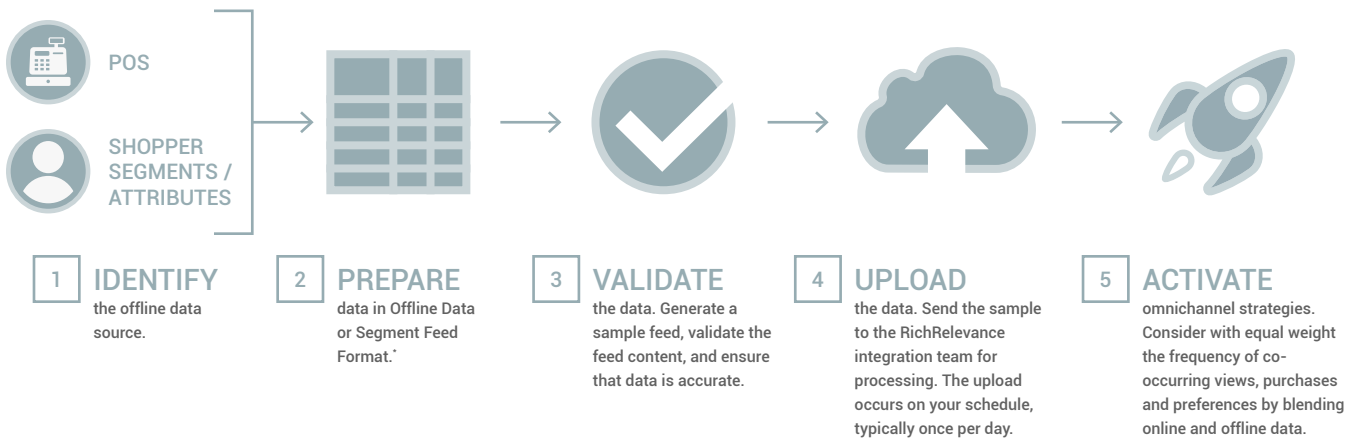 POS
SHOPPER
SEGMENTS /
ATTRIBUTES
1 IDENTIFY
the offline data
source.
2 PREPARE
data in Offline Data
or Segment Feed
Format.*
3 VALIDATE
the data. Generate a
sample feed, validate the
feed content, and ensure
that data is accurate.
4 UPLOAD
the data. Send the sample
to the RichRelevance
integration team for
processing. The upload
occurs on your schedule,
typically once per day.
5 ACTIVATE
omnichannel strategies.
Consider with equal weight
the frequency of co-
occurring views, purchases
and preferences by blending
online and offline data.